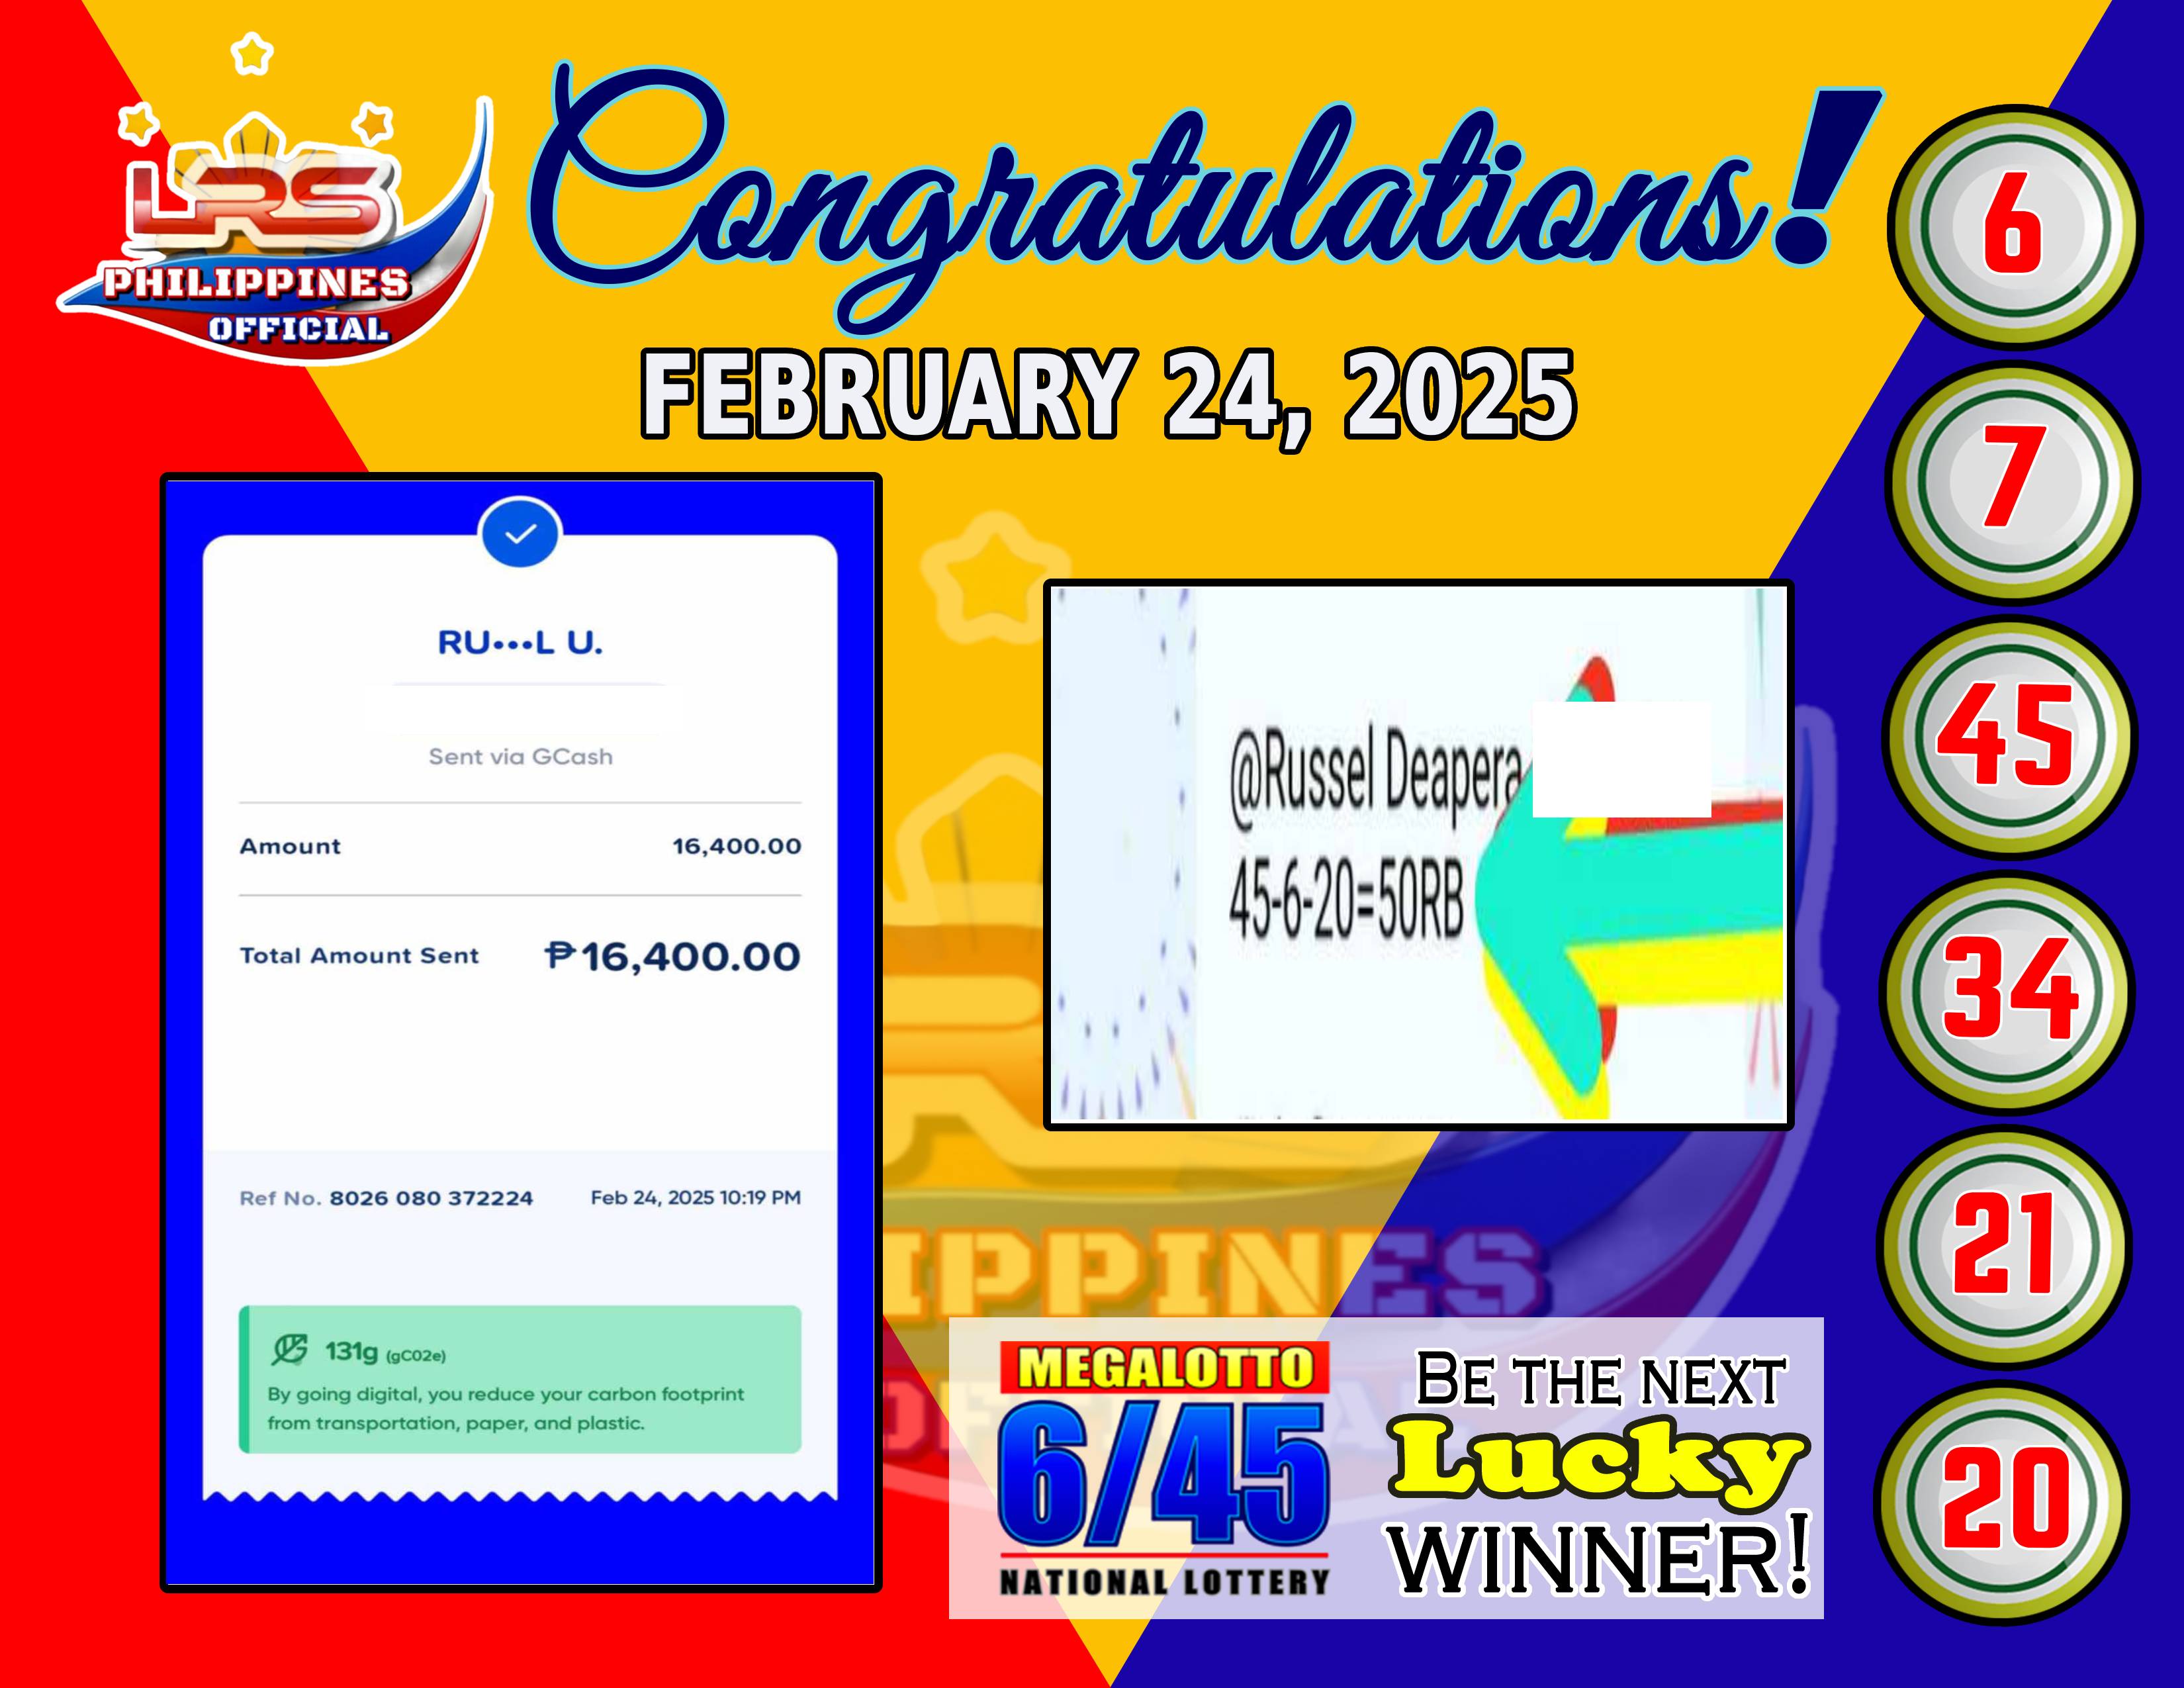 LRS
PHILIPPINES
OFFICIAL
Congratulations!
FEBRUARY 24, 2025
RU•••L U.
Sent via GCash
Amount 16,400.00
Total Amount Sent ₱16,400.00
Ref No. 8026 080 372224 Feb 24, 2025 10:19 PM
131g (gCO2e)
By going digital, you reduce your carbon footprint
from transportation, paper, and plastic.
@Russel Deapera
45-6-20=50RB
IPPINES
MEGALOTTO
6/45
NATIONAL LOTTERY
BE THE NEXT
Lucky
WINNER!
6
7
45
34
21
20